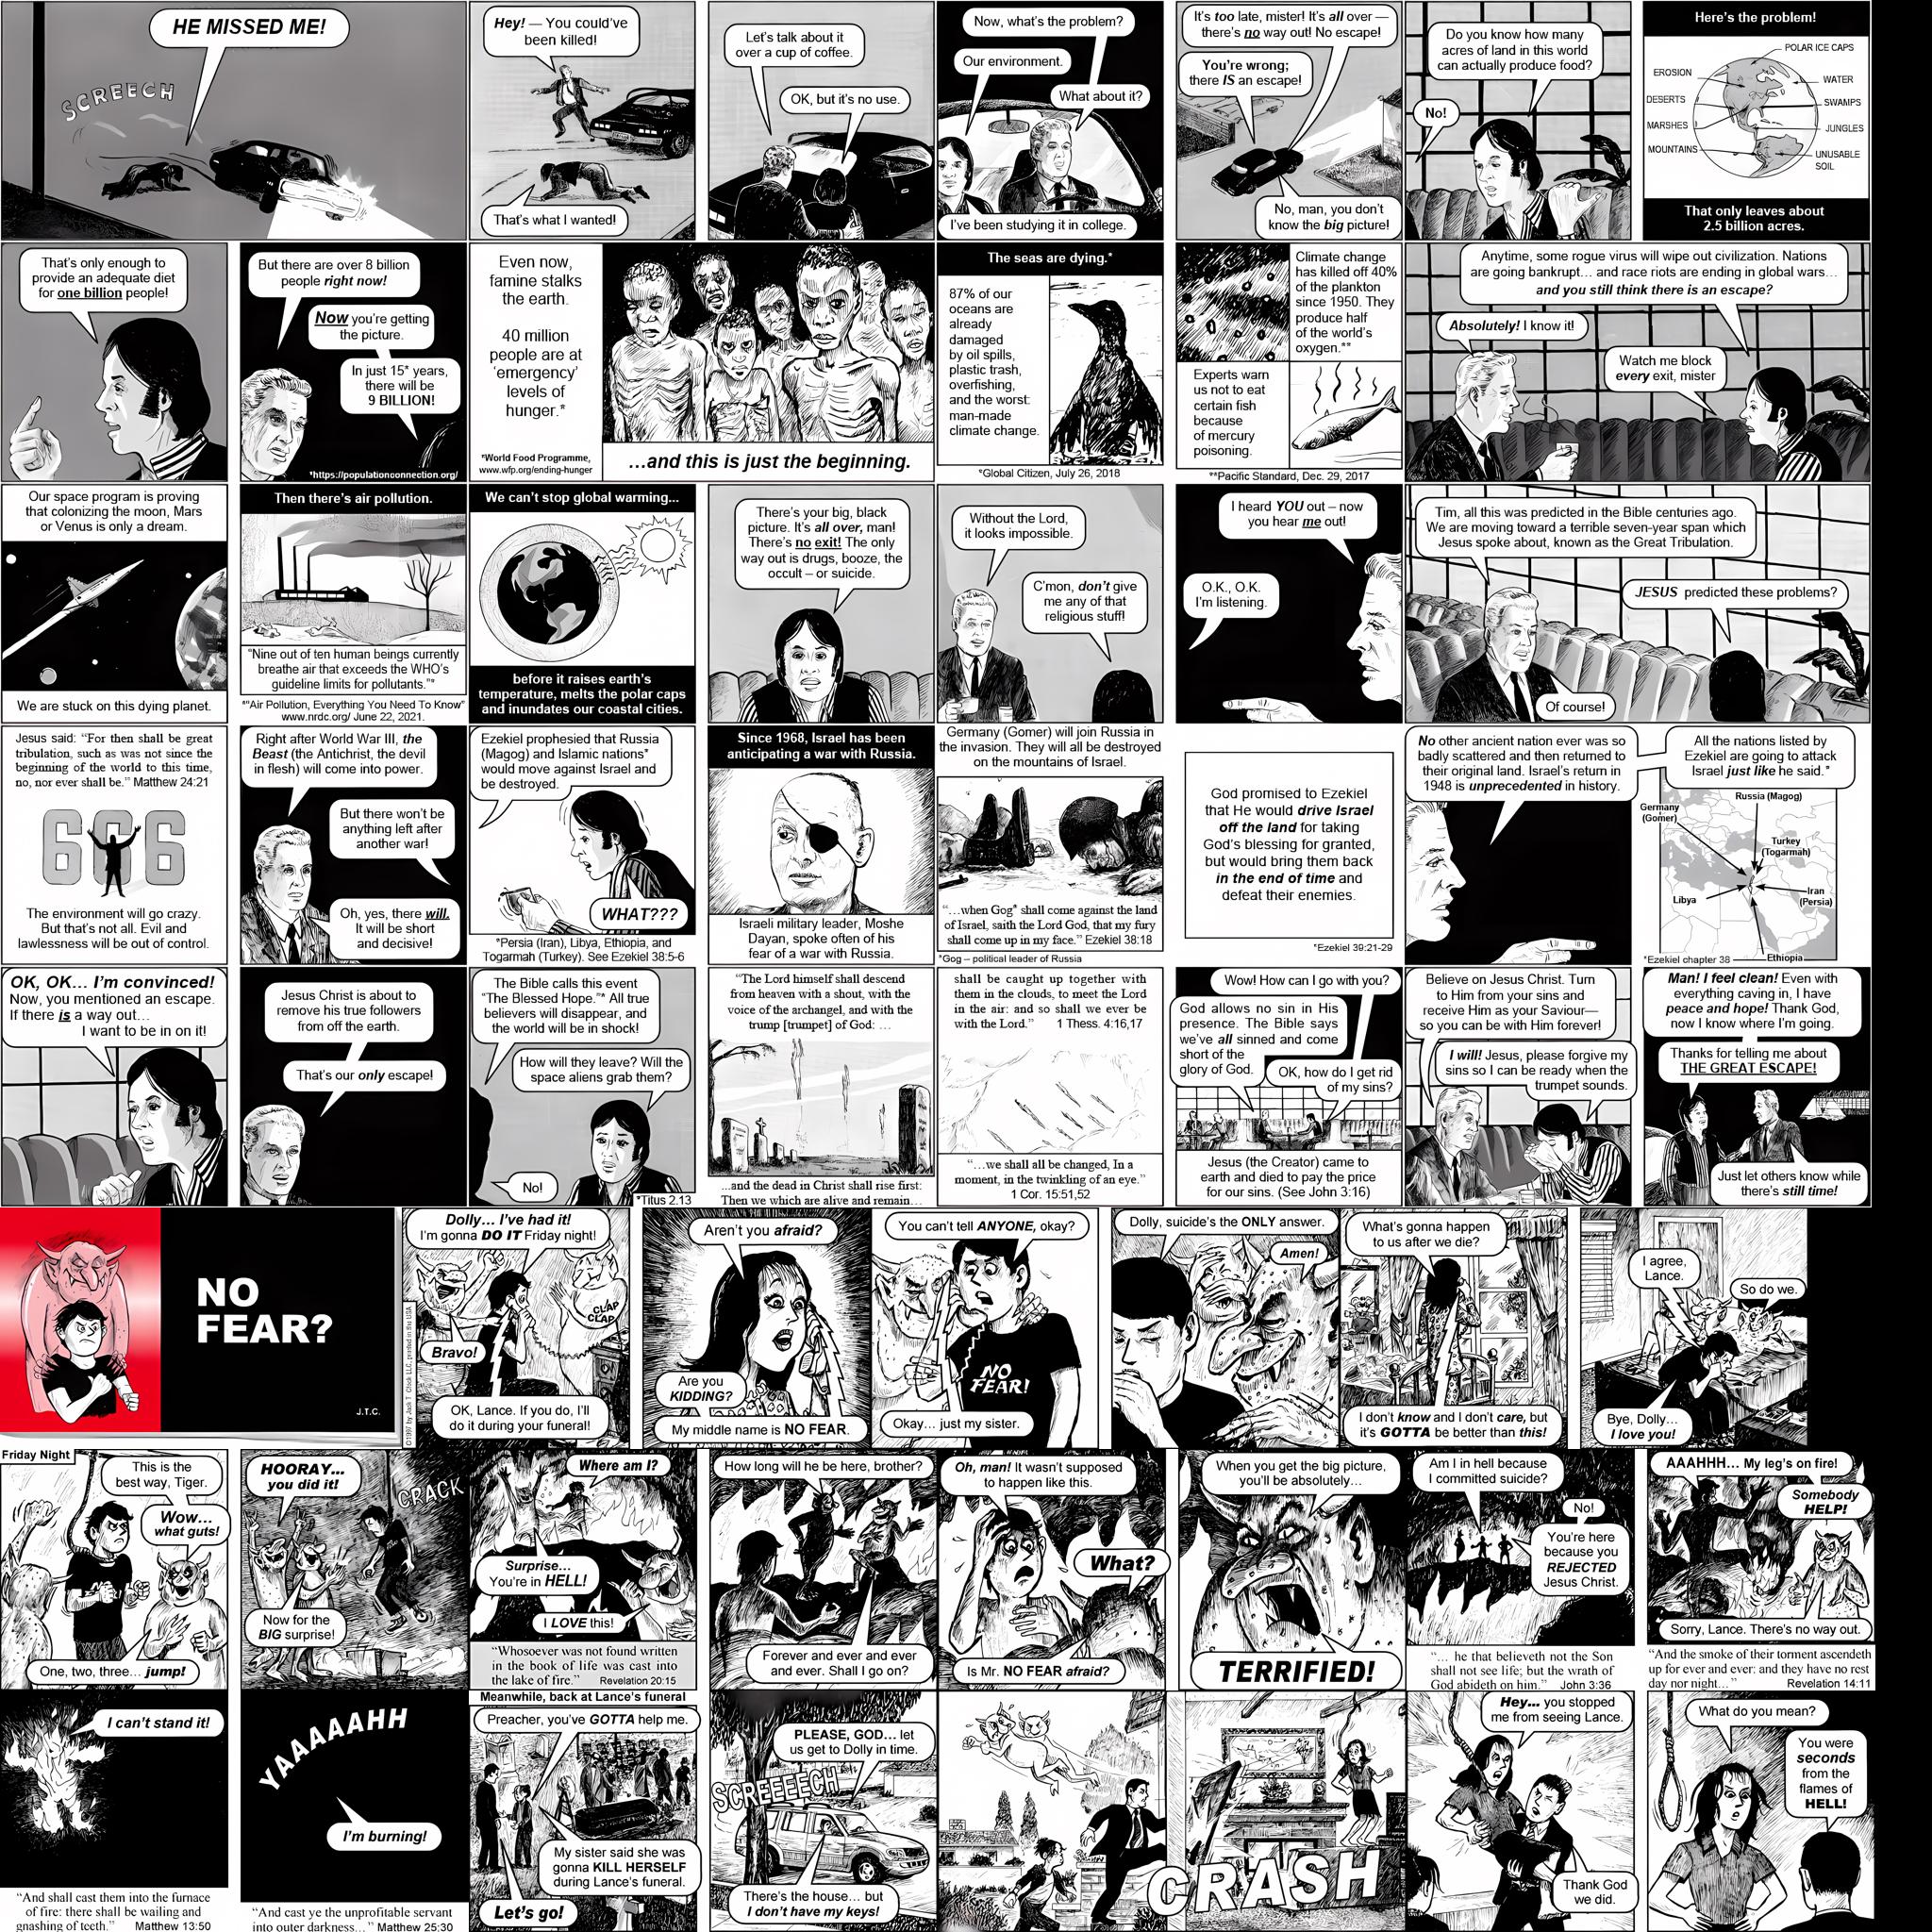 HE MISSED ME!
SCREECH
Hey! — You could've
been killed!
That's what I wanted!
Let's talk about it
over a cup of coffee.
OK, but it's no use.
Now, what's the problem?
Our environment.
What about it?
I've been studying it in college.
It's too late, mister! It's all over —
there's no way out! No escape!
You're wrong;
there IS an escape!
No, man, you don't
know the big picture!
Do you know how many
acres of land in this world
can actually produce food?
No!
Here's the problem!
POLAR ICE CAPS
EROSION
WATER
DESERTS
SWAMPS
MARSHES
JUNGLES
MOUNTAINS
UNUSABLE
SOIL
That only leaves about
2.5 billion acres.
That's only enough to
provide an adequate diet
for one billion people!
But there are over 8 billion
people right now!
Now you're getting
the picture.
In just 15* years,
there will be
9 BILLION!
*https://populationconnection.org/
Even now,
famine stalks
the earth.
40 million
people are at
'emergency'
levels of
hunger.*
*World Food Programme,
www.wfp.org/ending-hunger
...and this is just the beginning.
The seas are dying.*
87% of our
oceans are
already
damaged
by oil spills,
plastic trash,
overfishing,
and the worst:
man-made
climate change.
*Global Citizen, July 26, 2018
Climate change
has killed off 40%
of the plankton
since 1950. They
produce half
of the world's
oxygen.**
Experts warn
us not to eat
certain fish
because
of mercury
poisoning.
**Pacific Standard, Dec. 29, 2017
Anytime, some rogue virus will wipe out civilization. Nations
are going bankrupt... and race riots are ending in global wars...
and you still think there is an escape?
Absolutely! I know it!
Watch me block
every exit, mister
Our space program is proving
that colonizing the moon, Mars
or Venus is only a dream.
We are stuck on this dying planet.
Then there's air pollution.
"Nine out of ten human beings currently
breathe air that exceeds the WHO's
guideline limits for pollutants."*
*"Air Pollution, Everything You Need To Know"
www.nrdc.org/ June 22, 2021.
We can't stop global warming...
before it raises earth's
temperature, melts the polar caps
and inundates our coastal cities.
There's your big, black
picture. It's all over, man!
There's no exit! The only
way out is drugs, booze, the
occult – or suicide.
Without the Lord,
it looks impossible.
C'mon, don't give
me any of that
religious stuff!
I heard YOU out – now
you hear me out!
O.K., O.K.
I'm listening.
Tim, all this was predicted in the Bible centuries ago.
We are moving toward a terrible seven-year span which
Jesus spoke about, known as the Great Tribulation.
JESUS predicted these problems?
Of course!
Jesus said: "For then shall be great
tribulation, such as was not since the
beginning of the world to this time,
no, nor ever shall be." Matthew 24:21
666
The environment will go crazy.
But that's not all. Evil and
lawlessness will be out of control.
Right after World War III, the
Beast (the Antichrist, the devil
in flesh) will come into power.
But there won't be
anything left after
another war!
Oh, yes, there will.
It will be short
and decisive!
Ezekiel prophesied that Russia
(Magog) and Islamic nations*
would move against Israel and
be destroyed.
WHAT???
*Persia (Iran), Libya, Ethiopia, and
Togarmah (Turkey). See Ezekiel 38:5-6
Since 1968, Israel has been
anticipating a war with Russia.
Israeli military leader, Moshe
Dayan, spoke often of his
fear of a war with Russia.
Germany (Gomer) will join Russia in
the invasion. They will all be destroyed
on the mountains of Israel.
"…when Gog* shall come against the land
of Israel, saith the Lord God, that my fury
shall come up in my face." Ezekiel 38:18
*Gog – political leader of Russia
God promised to Ezekiel
that He would drive Israel
off the land for taking
God's blessing for granted,
but would bring them back
in the end of time and
defeat their enemies.
*Ezekiel 39:21-29
No other ancient nation ever was so
badly scattered and then returned to
their original land. Israel's return in
1948 is unprecedented in history.
All the nations listed by
Ezekiel are going to attack
Israel just like he said.*
Russia (Magog)
Germany
(Gomer)
Turkey
(Togarmah)
Iran
(Persia)
Libya
Ethiopia
*Ezekiel chapter 38
OK, OK... I'm convinced!
Now, you mentioned an escape.
If there is a way out...
I want to be in on it!
Jesus Christ is about to
remove his true followers
from off the earth.
That's our only escape!
The Bible calls this event
"The Blessed Hope."* All true
believers will disappear, and
the world will be in shock!
How will they leave? Will the
space aliens grab them?
No!
*Titus 2.13
"The Lord himself shall descend
from heaven with a shout, with the
voice of the archangel, and with the
trump [trumpet] of God: …
...and the dead in Christ shall rise first:
Then we which are alive and remain…
shall be caught up together with
them in the clouds, to meet the Lord
in the air: and so shall we ever be
with the Lord." 1 Thess. 4:16,17
"…we shall all be changed, In a
moment, in the twinkling of an eye."
1 Cor. 15:51,52
Wow! How can I go with you?
God allows no sin in His
presence. The Bible says
we've all sinned and come
short of the
glory of God.
OK, how do I get rid
of my sins?
Jesus (the Creator) came to
earth and died to pay the price
for our sins. (See John 3:16)
Believe on Jesus Christ. Turn
to Him from your sins and
receive Him as your Saviour—
so you can be with Him forever!
I will! Jesus, please forgive my
sins so I can be ready when the
trumpet sounds.
Man! I feel clean! Even with
everything caving in, I have
peace and hope! Thank God,
now I know where I'm going.
Thanks for telling me about
THE GREAT ESCAPE!
Just let others know while
there's still time!
NO
FEAR?
J.T.C.
©1997 by Jack T. Chick LLC, printed in the USA
Dolly... I've had it!
I'm gonna DO IT Friday night!
CLAP
CLAP
Bravo!
OK, Lance. If you do, I'll
do it during your funeral!
Aren't you afraid?
Are you
KIDDING?
My middle name is NO FEAR.
You can't tell ANYONE, okay?
NO
FEAR!
Okay... just my sister.
Dolly, suicide's the ONLY answer.
Amen!
What's gonna happen
to us after we die?
I don't know and I don't care, but
it's GOTTA be better than this!
I agree,
Lance.
So do we.
Bye, Dolly...
I love you!
Friday Night
This is the
best way, Tiger.
Wow...
what guts!
One, two, three... jump!
HOORAY...
you did it!
CRACK
Now for the
BIG surprise!
Where am I?
Surprise...
You're in HELL!
I LOVE this!
"Whosoever was not found written
in the book of life was cast into
the lake of fire." Revelation 20:15
How long will he be here, brother?
Forever and ever and ever
and ever. Shall I go on?
Oh, man! It wasn't supposed
to happen like this.
What?
Is Mr. NO FEAR afraid?
When you get the big picture,
you'll be absolutely...
TERRIFIED!
Am I in hell because
I committed suicide?
No!
You're here
because you
REJECTED
Jesus Christ.
"… he that believeth not the Son
shall not see life; but the wrath of
God abideth on him." John 3:36
AAAHHH... My leg's on fire!
Somebody
HELP!
Sorry, Lance. There's no way out.
"And the smoke of their torment ascendeth
up for ever and ever: and they have no rest
day nor night…" Revelation 14:11
I can't stand it!
"And shall cast them into the furnace
of fire: there shall be wailing and
gnashing of teeth." Matthew 13:50
YAAAAAHH
I'm burning!
"And cast ye the unprofitable servant
into outer darkness…" Matthew 25:30
Meanwhile, back at Lance's funeral
Preacher, you've GOTTA help me.
My sister said she was
gonna KILL HERSELF
during Lance's funeral.
Let's go!
PLEASE, GOD... let
us get to Dolly in time.
SCREEEECH
There's the house... but
I don't have my keys!
CRASH
Hey... you stopped
me from seeing Lance.
Thank God
we did.
What do you mean?
You were
seconds
from the
flames of
HELL!